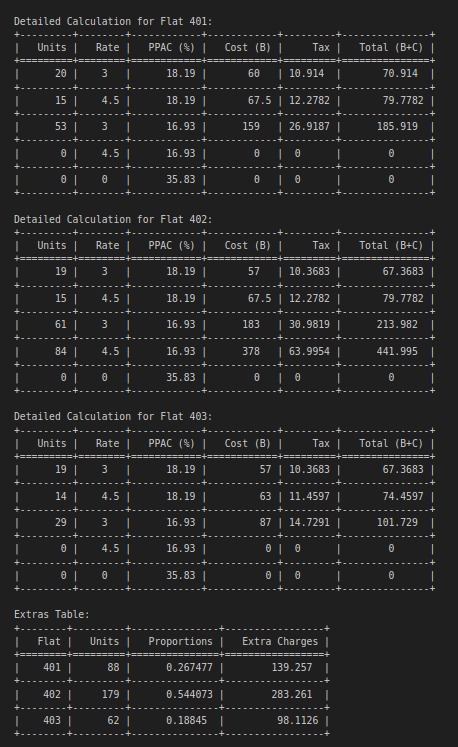 Detailed Calculation for Flat 401:
+---------+--------+------------+------------+---------+--------------+
|   Units |   Rate |   PPAC (%) |   Cost (B) |     Tax |   Total (B+C) |
+=========+========+============+============+=========+==============+
|      20 |    3   |      18.19 |       60   | 10.914  |       70.914  |
+---------+--------+------------+------------+---------+--------------+
|      15 |    4.5 |      18.19 |       67.5 | 12.2782 |       79.7782 |
+---------+--------+------------+------------+---------+--------------+
|      53 |    3   |      16.93 |      159   | 26.9187 |      185.919  |
+---------+--------+------------+------------+---------+--------------+
|       0 |    4.5 |      16.93 |        0   |  0      |        0      |
+---------+--------+------------+------------+---------+--------------+
|       0 |    0   |      35.83 |        0   |  0      |        0      |
+---------+--------+------------+------------+---------+--------------+
Detailed Calculation for Flat 402:
+---------+--------+------------+------------+---------+--------------+
|   Units |   Rate |   PPAC (%) |   Cost (B) |     Tax |   Total (B+C) |
+=========+========+============+============+=========+==============+
|      19 |    3   |      18.19 |       57   | 10.3683 |       67.3683 |
+---------+--------+------------+------------+---------+--------------+
|      15 |    4.5 |      18.19 |       67.5 | 12.2782 |       79.7782 |
+---------+--------+------------+------------+---------+--------------+
|      61 |    3   |      16.93 |      183   | 30.9819 |      213.982  |
+---------+--------+------------+------------+---------+--------------+
|      84 |    4.5 |      16.93 |      378   | 63.9954 |      441.995  |
+---------+--------+------------+------------+---------+--------------+
|       0 |    0   |      35.83 |        0   |  0      |        0      |
+---------+--------+------------+------------+---------+--------------+
Detailed Calculation for Flat 403:
+---------+--------+------------+------------+---------+--------------+
|   Units |   Rate |   PPAC (%) |   Cost (B) |     Tax |   Total (B+C) |
+=========+========+============+============+=========+==============+
|      19 |    3   |      18.19 |         57 | 10.3683 |       67.3683 |
+---------+--------+------------+------------+---------+--------------+
|      14 |    4.5 |      18.19 |         63 | 11.4597 |       74.4597 |
+---------+--------+------------+------------+---------+--------------+
|      29 |    3   |      16.93 |         87 | 14.7291 |      101.729  |
+---------+--------+------------+------------+---------+--------------+
|       0 |    4.5 |      16.93 |          0 |  0      |        0      |
+---------+--------+------------+------------+---------+--------------+
|       0 |    0   |      35.83 |          0 |  0      |        0      |
+---------+--------+------------+------------+---------+--------------+
Extras Table:
+--------+---------+---------------+-----------------+
|   Flat |   Units |   Proportions |   Extra Charges |
+========+=========+===============+=================+
|    401 |      88 |      0.267477 |        139.257  |
+--------+---------+---------------+-----------------+
|    402 |     179 |      0.544073 |        283.261  |
+--------+---------+---------------+-----------------+
|    403 |      62 |      0.18845  |         98.1126 |
+--------+---------+---------------+-----------------+